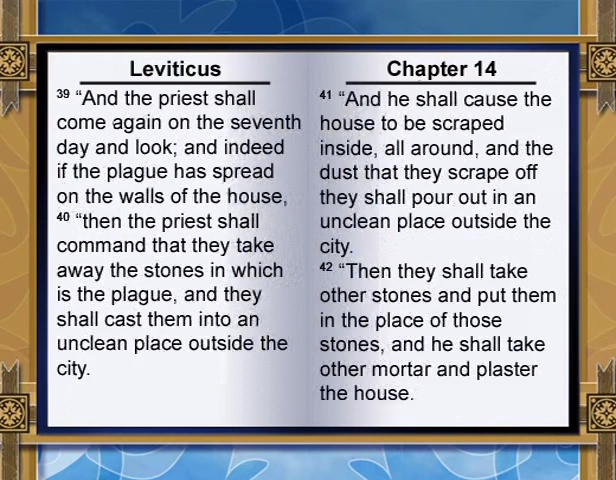 Leviticus
39 “And the priest shall
come again on the seventh
day and look; and indeed
if the plague has spread
on the walls of the house,
40 “then the priest shall
command that they take
away the stones in which
is the plague, and they
shall cast them into an
unclean place outside the
city.
Chapter 14
41 “And he shall cause the
house to be scraped
inside, all around, and the
dust that they scrape off
they shall pour out in an
unclean place outside the
city.
42 “Then they shall take
other stones and put them
in the place of those
stones, and he shall take
other mortar and plaster
the house.